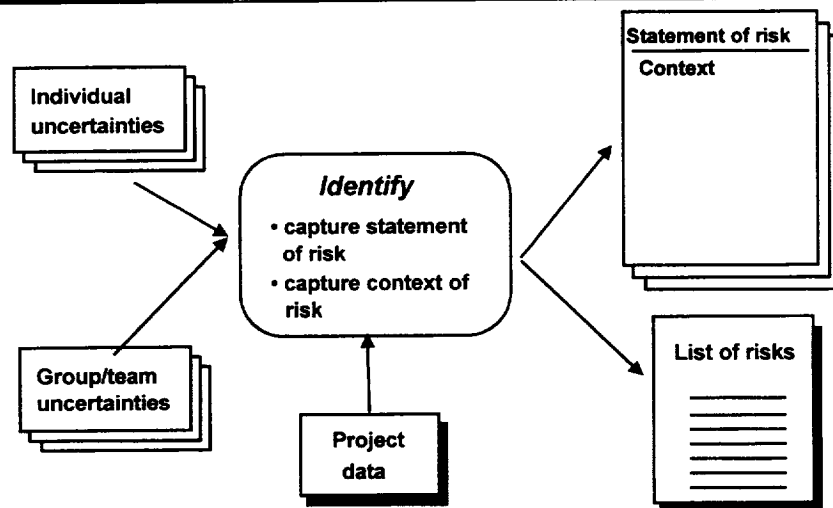 Individual
uncertainties
Group/team
uncertainties
Identify
• capture statement
of risk
• capture context of
risk
Project
data
Statement of risk
Context
List of risks